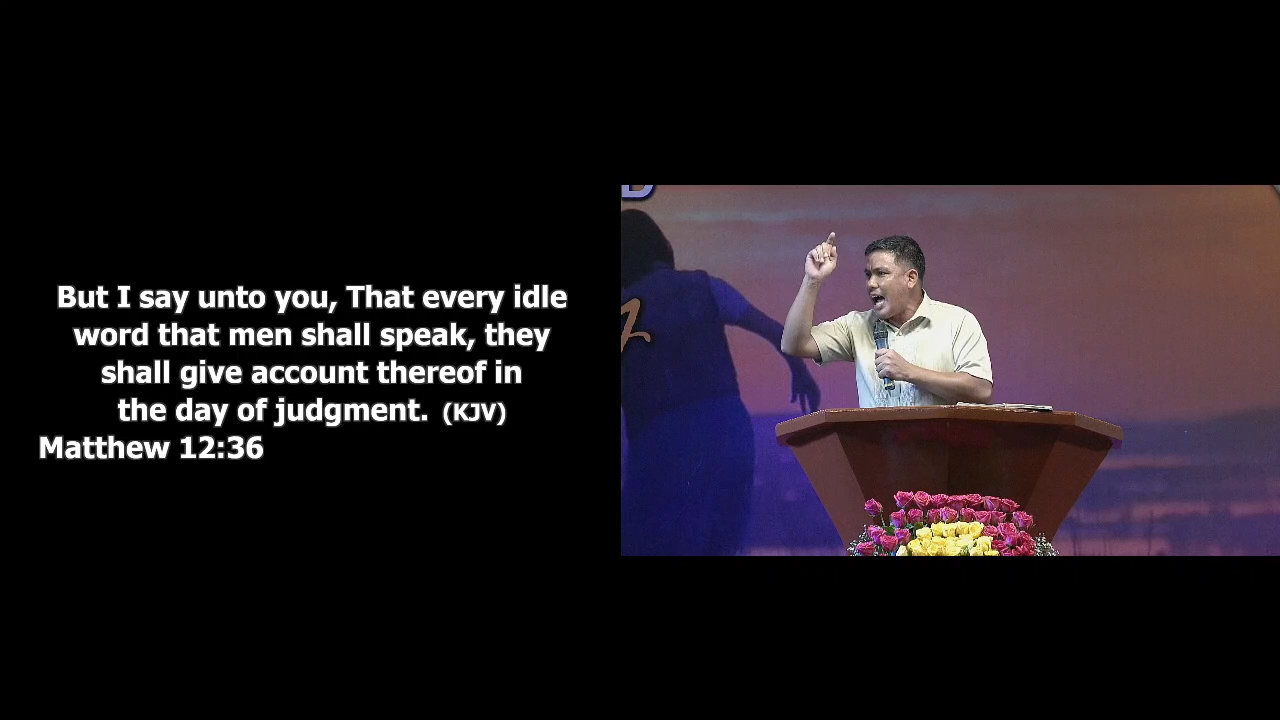 But I say unto you, That every idle
word that men shall speak, they
shall give account thereof in
the day of judgment. (KJV)
Matthew 12:36